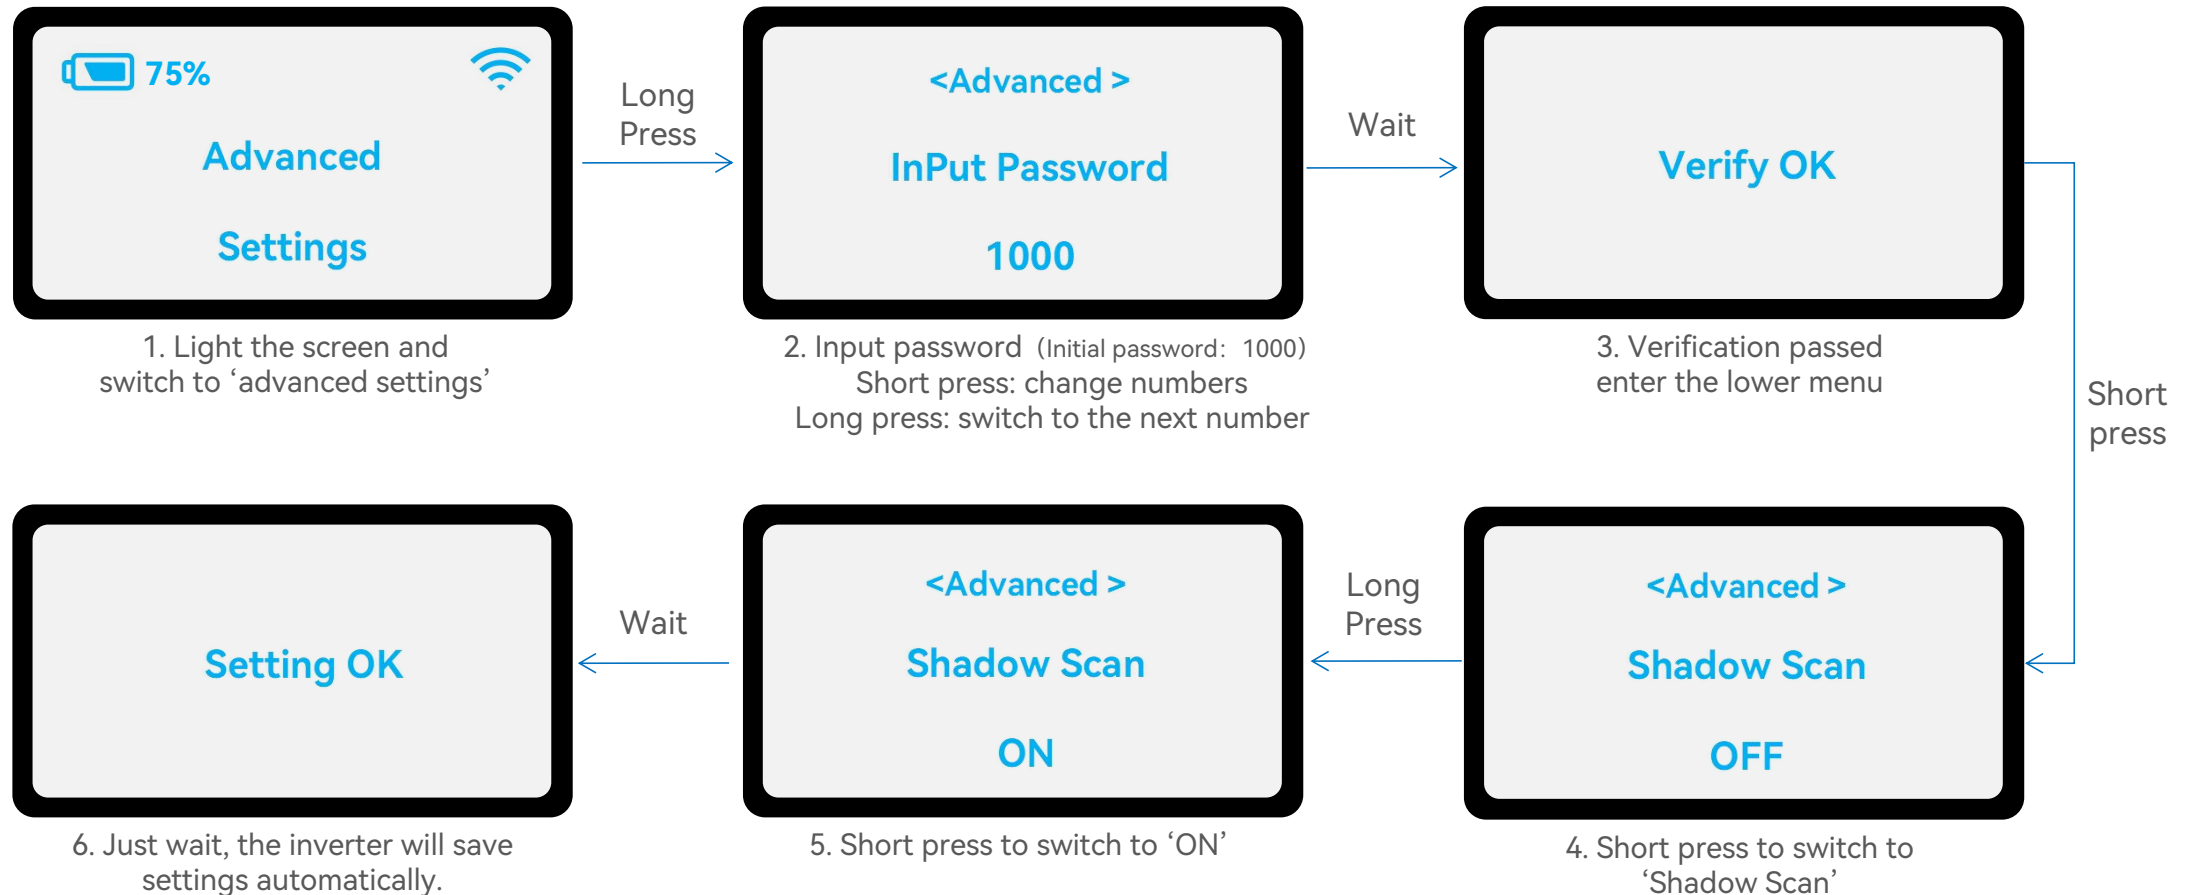 75%
Advanced
Settings
1. Light the screen and
switch to ‘advanced settings’
Long
Press
<Advanced >
InPut Password
1000
2. Input password（Initial password：1000）
Short press: change numbers
Long press: switch to the next number
Wait
Verify OK
3. Verification passed
enter the lower menu
Short
press
<Advanced >
Shadow Scan
OFF
4. Short press to switch to
‘Shadow Scan’
Long
Press
<Advanced >
Shadow Scan
ON
5. Short press to switch to ‘ON’
Wait
Setting OK
6. Just wait, the inverter will save
settings automatically.